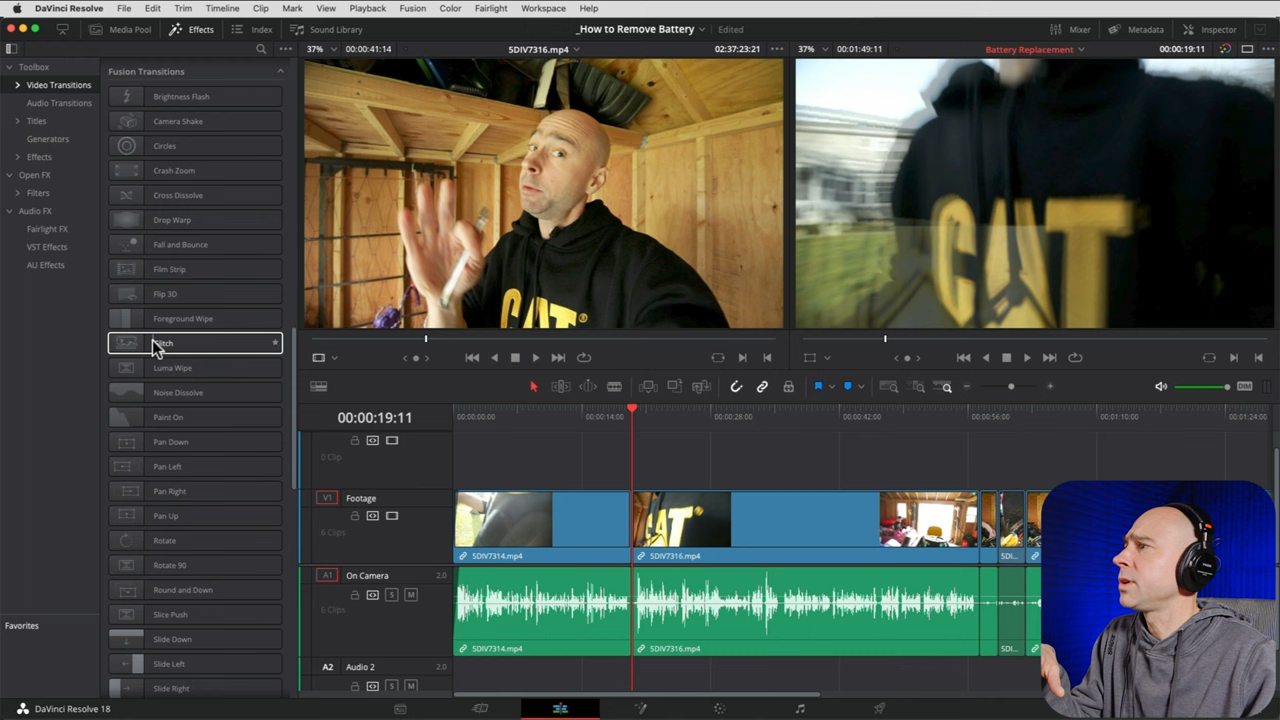 DaVinci Resolve File Edit Trim Timeline Clip Mark View Playback Fusion Color Fairlight Workspace Help
Media Pool Effects Index Sound Library _How to Remove Battery Edited Mixer Metadata Inspector
37% 00:00:41:14 5DIV7316.mp4 02:37:23:21 37% 00:01:49:11 Battery Replacement 00:00:19:11
Toolbox
Video Transitions
Audio Transitions
Titles
Generators
Effects
Open FX
Filters
Audio FX
Fairlight FX
VST Effects
AU Effects
Favorites
Fusion Transitions
Brightness Flash
Camera Shake
Circles
Crash Zoom
Cross Dissolve
Drop Warp
Fall and Bounce
Film Strip
Flip 3D
Foreground Wipe
Glitch
Luma Wipe
Noise Dissolve
Paint On
Pan Down
Pan Left
Pan Right
Pan Up
Rotate
Rotate 90
Round and Down
Slice Push
Slide Down
Slide Left
Slide Right
CAT
CAT
DIM
00:00:19:11 00:00:00:00 00:00:14:00 00:00:28:00 00:00:42:00 00:00:56:00 00:01:10:00 00:01:24:00
0 Clip
V1 Footage
6 Clips
5DIV7314.mp4 5DIV7316.mp4 5DI...
A1 On Camera 2.0
S M
6 Clips
5DIV7314.mp4 5DIV7316.mp4 5DI...
A2 Audio 2 2.0
S M
DaVinci Resolve 18